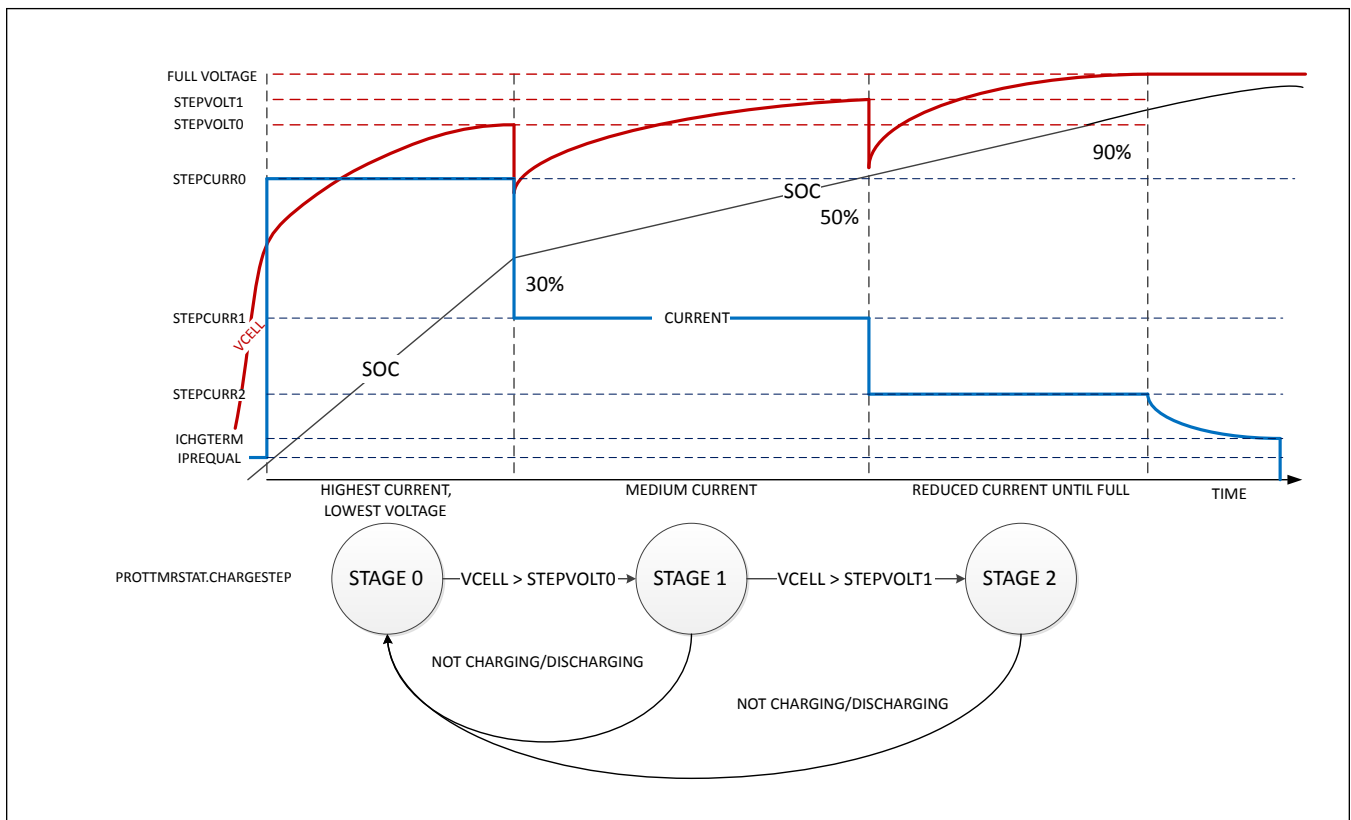 FULL VOLTAGE
STEPVOLT1
STEPVOLT0
90%
STEPCURR0
SOC
50%
30%
STEPCURR1
CURRENT
VCELL
SOC
STEPCURR2
ICHGTERM
IPREQUAL
HIGHEST CURRENT,
LOWEST VOLTAGE
MEDIUM CURRENT
REDUCED CURRENT UNTIL FULL
TIME
PROTTMRSTAT.CHARGESTEP
STAGE 0
VCELL > STEPVOLT0
STAGE 1
VCELL > STEPVOLT1
STAGE 2
NOT CHARGING/DISCHARGING
NOT CHARGING/DISCHARGING